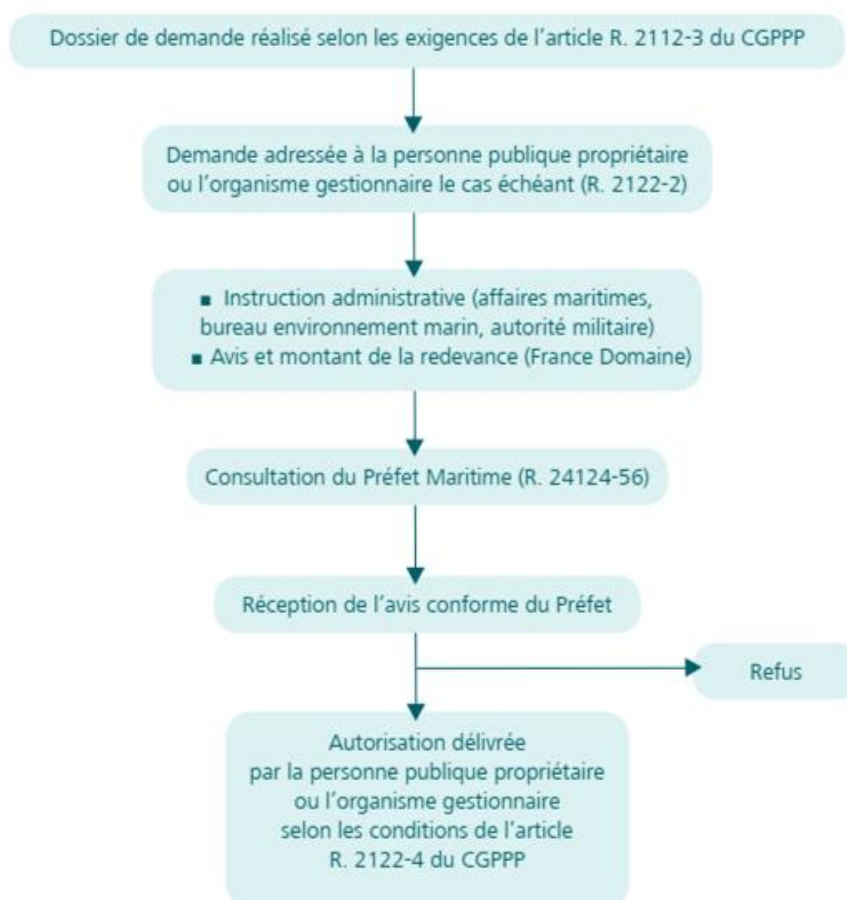 Dossier de demande réalisé selon les exigences de l'article R. 2112-3 du CGPPP
Demande adressée à la personne publique propriétaire
ou l'organisme gestionnaire le cas échéant (R. 2122-2)
▪ Instruction administrative (affaires maritimes,
bureau environnement marin, autorité militaire)
▪ Avis et montant de la redevance (France Domaine)
Consultation du Préfet Maritime (R. 24124-56)
Réception de l'avis conforme du Préfet
Refus
Autorisation délivrée
par la personne publique propriétaire
ou l'organisme gestionnaire
selon les conditions de l'article
R. 2122-4 du CGPPP